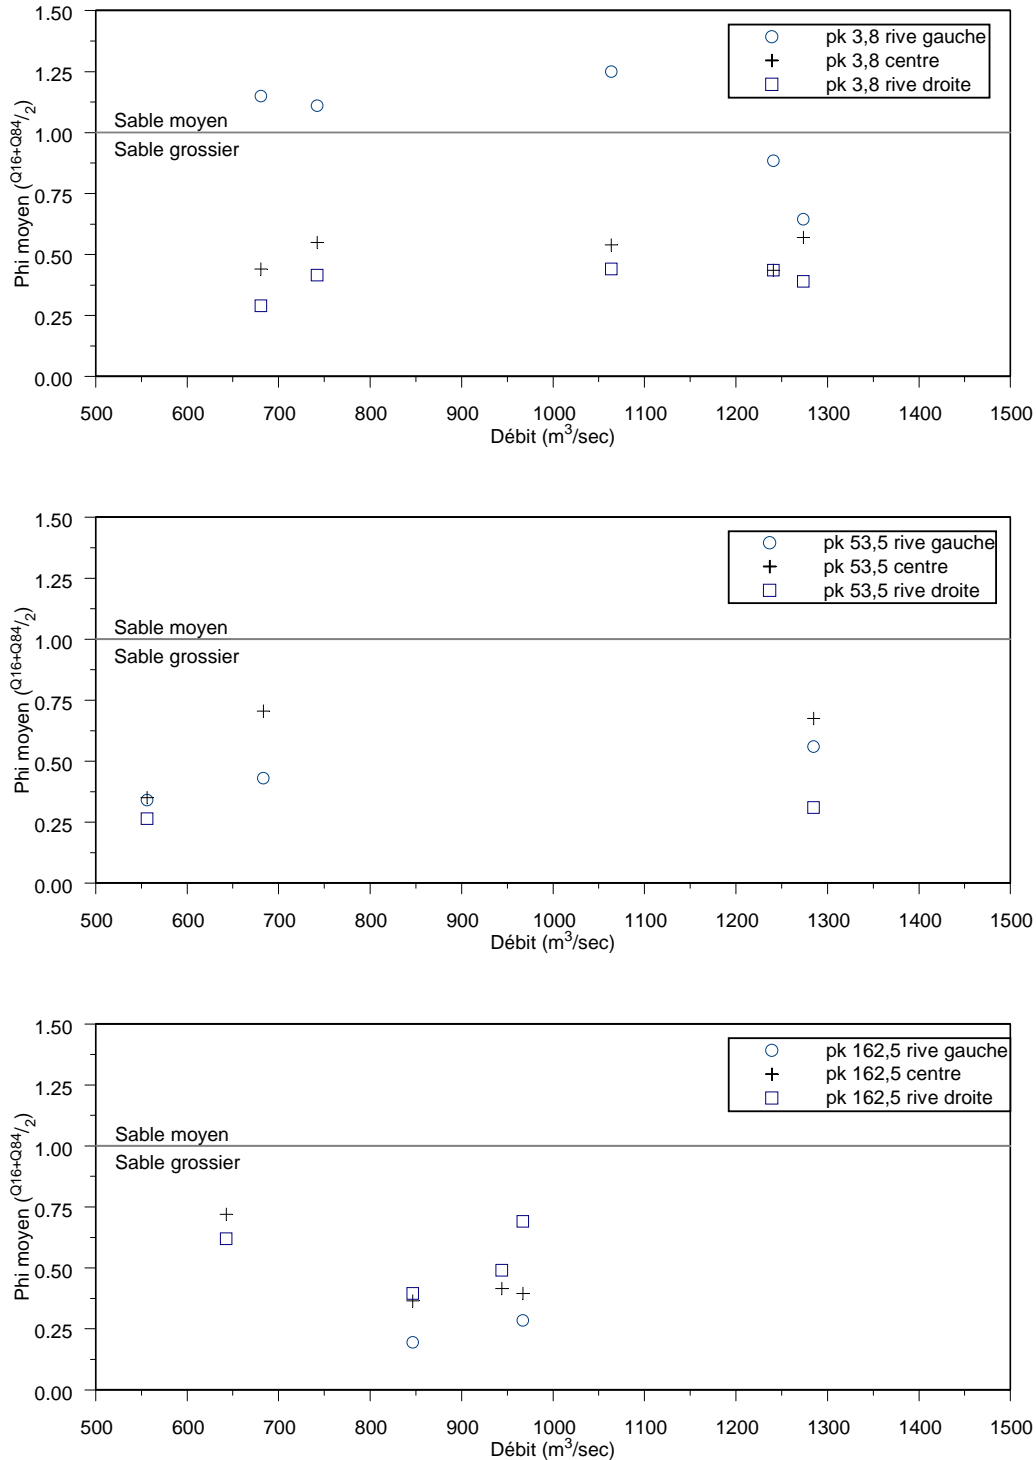 1.50
1.25
1.00
0.75
0.50
0.25
0.00
Phi moyen (Q16+Q84/2)
pk 3,8 rive gauche
pk 3,8 centre
pk 3,8 rive droite
Sable moyen
Sable grossier
500 600 700 800 900 1000 1100 1200 1300 1400 1500
Débit (m³/sec)
1.50
1.25
1.00
0.75
0.50
0.25
0.00
Phi moyen (Q16+Q84/2)
pk 53,5 rive gauche
pk 53,5 centre
pk 53,5 rive droite
Sable moyen
Sable grossier
500 600 700 800 900 1000 1100 1200 1300 1400 1500
Débit (m³/sec)
1.50
1.25
1.00
0.75
0.50
0.25
0.00
Phi moyen (Q16+Q84/2)
pk 162,5 rive gauche
pk 162,5 centre
pk 162,5 rive droite
Sable moyen
Sable grossier
500 600 700 800 900 1000 1100 1200 1300 1400 1500
Débit (m³/sec)